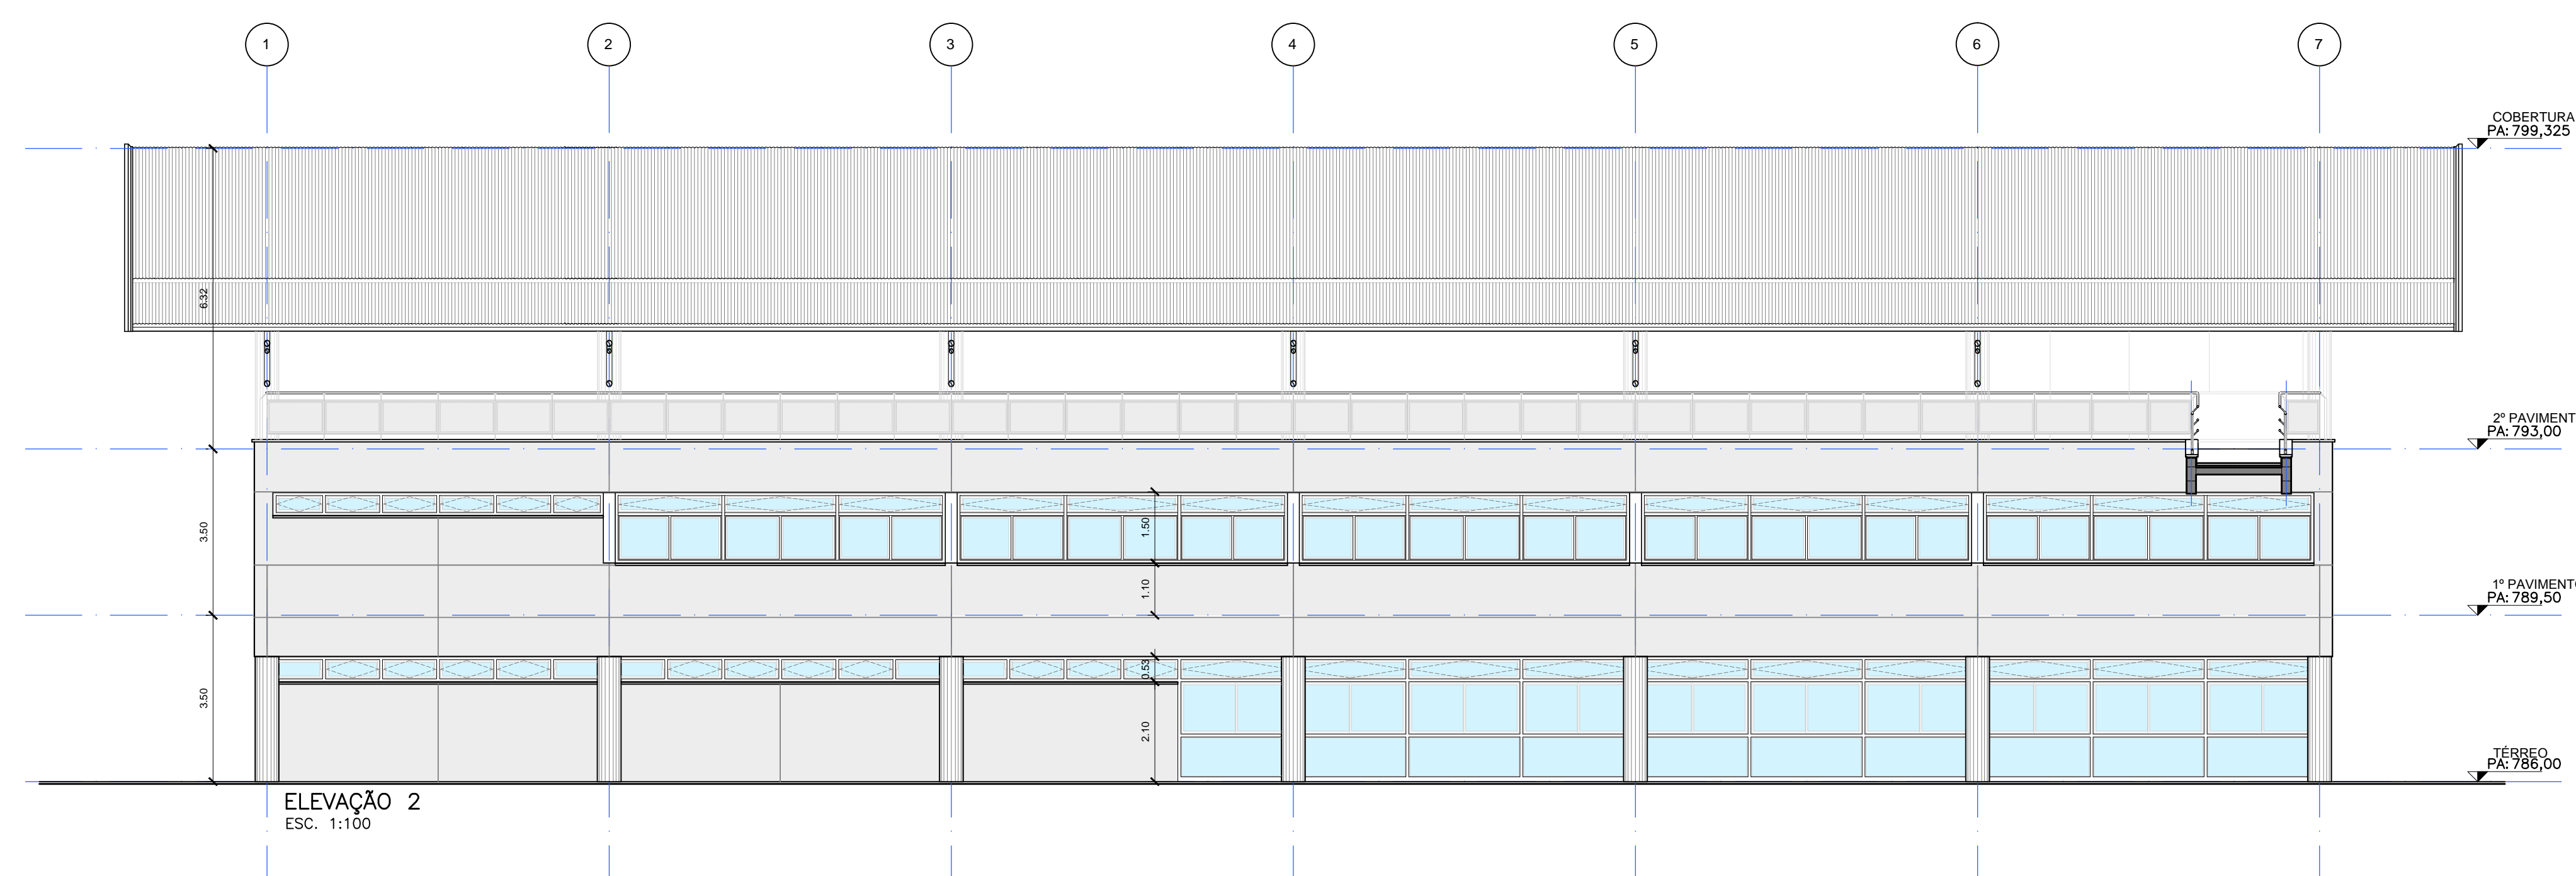 1 2 3 4 5 6 7
COBERTURA
PA: 799,325
6.32
2º PAVIMENT
PA: 793,00
3.50
1.50
1.10
1º PAVIMENTO
PA: 789,50
3.50
0.53
2.10
TÉRREO
PA: 786,00
ELEVAÇÃO 2
ESC. 1:100